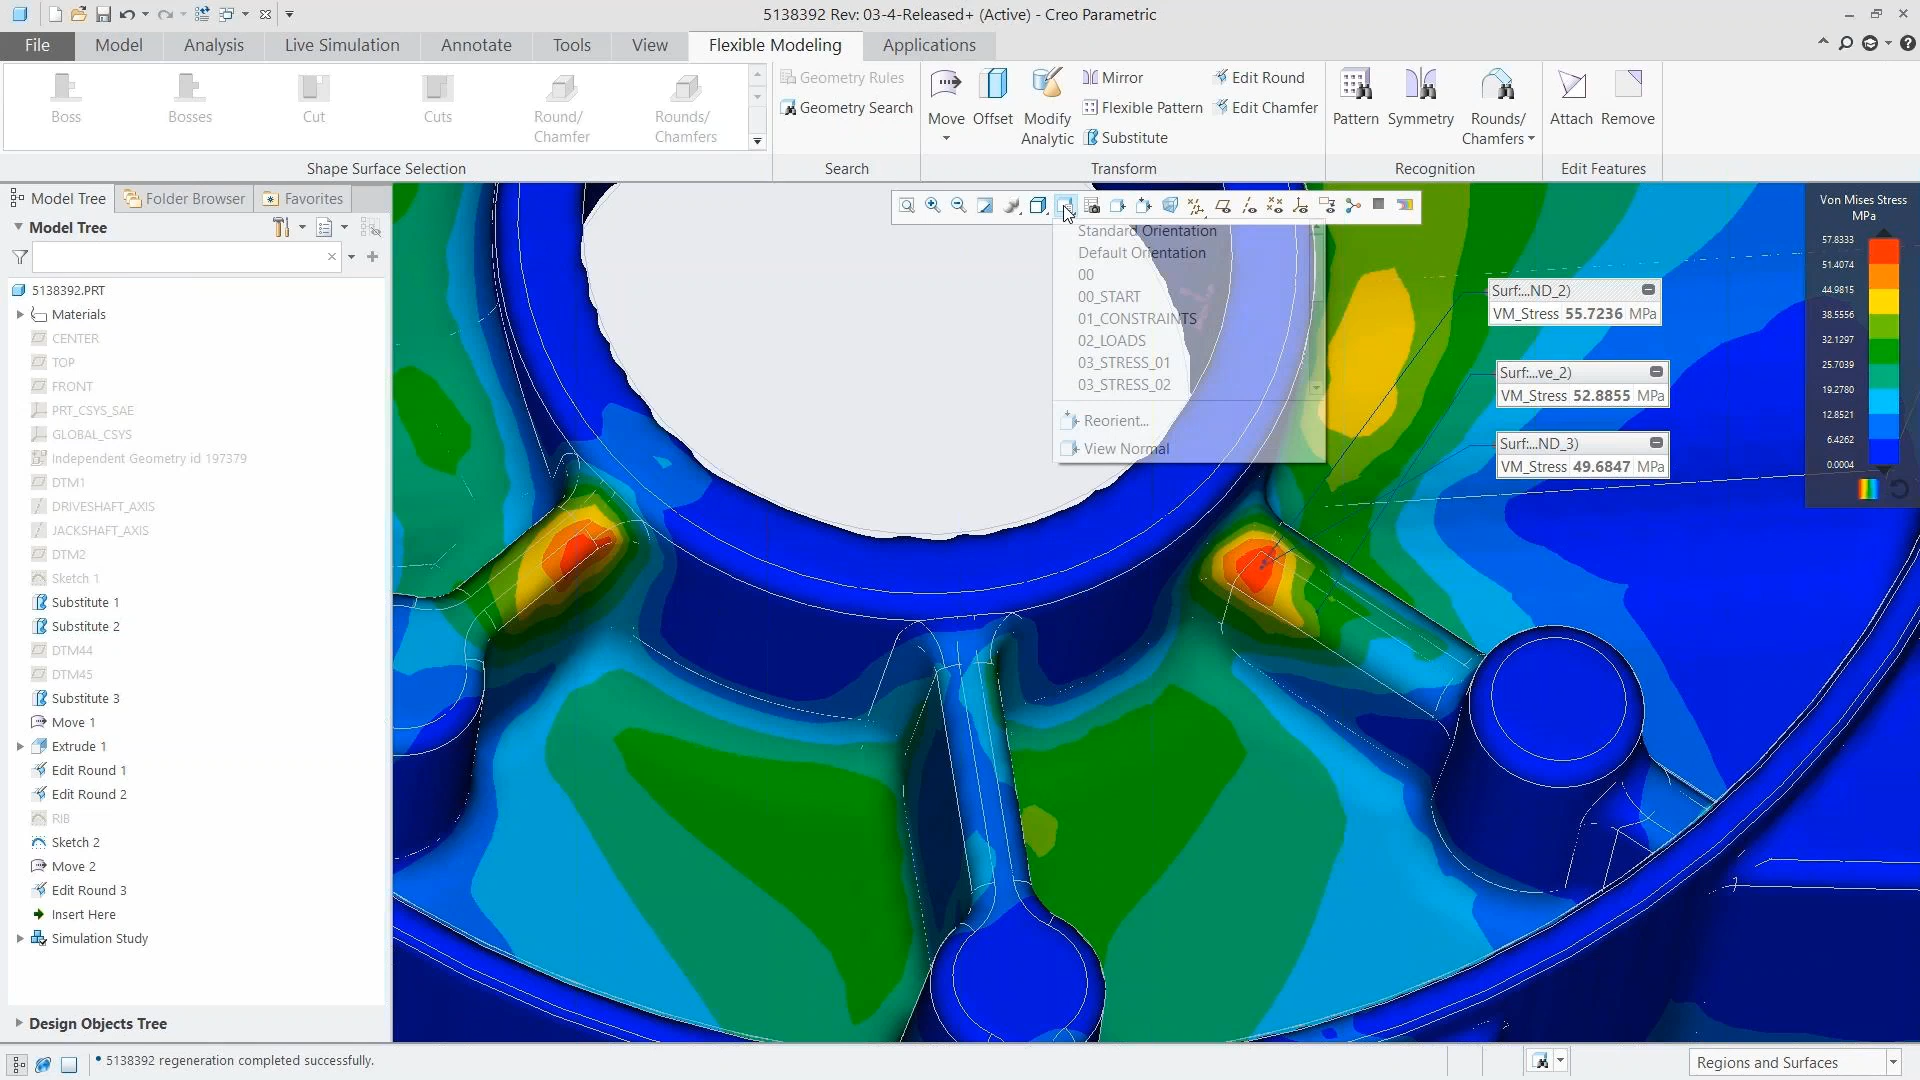 5138392 Rev: 03-4-Released+ (Active) - Creo Parametric
File Model Analysis Live Simulation Annotate Tools View Flexible Modeling Applications
Boss
Bosses
Cut
Cuts
Round/
Chamfer
Rounds/
Chamfers
Shape Surface Selection
Geometry Rules
Geometry Search
Search
Move
Offset
Modify
Analytic
Mirror
Flexible Pattern
Substitute
Edit Round
Edit Chamfer
Transform
Pattern
Symmetry
Rounds/
Chamfers
Recognition
Attach
Remove
Edit Features
Model Tree
Folder Browser
Favorites
Model Tree
5138392.PRT
Materials
CENTER
TOP
FRONT
PRT_CSYS_SAE
GLOBAL_CSYS
Independent Geometry id 197379
DTM1
DRIVESHAFT_AXIS
JACKSHAFT_AXIS
DTM2
Sketch 1
Substitute 1
Substitute 2
DTM44
DTM45
Substitute 3
Move 1
Extrude 1
Edit Round 1
Edit Round 2
RIB
Sketch 2
Move 2
Edit Round 3
Insert Here
Simulation Study
Design Objects Tree
Standard Orientation
Default Orientation
00
00_START
01_CONSTRAINTS
02_LOADS
03_STRESS_01
03_STRESS_02
Reorient...
View Normal
Surf:...ND_2)
VM_Stress 55.7236 MPa
Surf:...ve_2)
VM_Stress 52.8855 MPa
Surf:...ND_3)
VM_Stress 49.6847 MPa
Von Mises Stress
MPa
57.8333
51.4074
44.9815
38.5556
32.1297
25.7039
19.2780
12.8521
6.4262
0.0004
5138392 regeneration completed successfully.
Regions and Surfaces